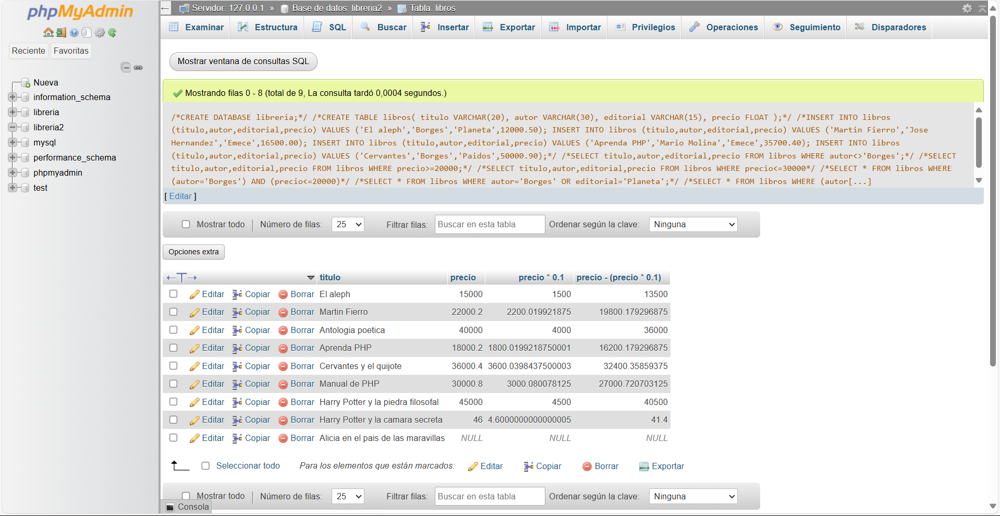 phpMyAdmin
Reciente Favoritas
Nueva
information_schema
libreria
libreria2
mysql
performance_schema
phpmyadmin
test
Servidor: 127.0.0.1 » Base de datos: libreria2 » Tabla: libros
Examinar Estructura SQL Buscar Insertar Exportar Importar Privilegios Operaciones Seguimiento Disparadores
Mostrar ventana de consultas SQL
Mostrando filas 0 - 8 (total de 9, La consulta tardó 0,0004 segundos.)
/*CREATE DATABASE libreria;*/ /*CREATE TABLE libros( titulo VARCHAR(20), autor VARCHAR(30), editorial VARCHAR(15), precio FLOAT );*/ /*INSERT INTO libros
(titulo,autor,editorial,precio) VALUES ('El aleph','Borges','Planeta',12000.50); INSERT INTO libros (titulo,autor,editorial,precio) VALUES ('Martin Fierro','Jose
Hernandez','Emece',16500.00); INSERT INTO libros (titulo,autor,editorial,precio) VALUES ('Aprenda PHP','Mario Molina','Emece',35700.40); INSERT INTO libros
(titulo,autor,editorial,precio) VALUES ('Cervantes','Borges','Paidos',50000.90);*/ /*SELECT titulo,autor,editorial,precio FROM libros WHERE autor<>'Borges';*/ /*SELECT
titulo,autor,editorial,precio FROM libros WHERE precio>=20000;*/ /*SELECT titulo,autor,editorial,precio FROM libros WHERE precio<=30000*/ /*SELECT * FROM libros WHERE
(autor='Borges') AND (precio<=20000)*/ /*SELECT * FROM libros WHERE autor='Borges' OR editorial='Planeta';*/ /*SELECT * FROM libros WHERE (autor[...]
[ Editar ]
Mostrar todo Número de filas: 25 Filtrar filas: Buscar en esta tabla Ordenar según la clave: Ninguna
Opciones extra
titulo precio precio * 0.1 precio - (precio * 0.1)
Editar Copiar Borrar El aleph 15000 1500 13500
Editar Copiar Borrar Martin Fierro 22000.2 2200.019921875 19800.179296875
Editar Copiar Borrar Antologia poetica 40000 4000 36000
Editar Copiar Borrar Aprenda PHP 18000.2 1800.0199218750001 16200.179296875
Editar Copiar Borrar Cervantes y el quijote 36000.4 3600.0398437500003 32400.35859375
Editar Copiar Borrar Manual de PHP 30000.8 3000.080078125 27000.720703125
Editar Copiar Borrar Harry Potter y la piedra filosofal 45000 4500 40500
Editar Copiar Borrar Harry Potter y la camara secreta 46 4.6000000000000005 41.4
Editar Copiar Borrar Alicia en el pais de las maravillas NULL NULL NULL
Seleccionar todo Para los elementos que están marcados: Editar Copiar Borrar Exportar
Mostrar todo Número de filas: 25 Filtrar filas: Buscar en esta tabla Ordenar según la clave: Ninguna
Consola